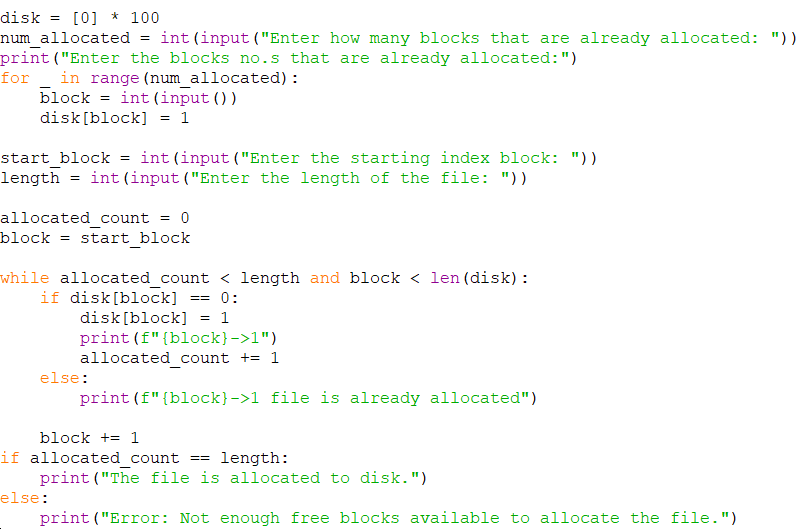 disk = [0] * 100
num_allocated = int(input("Enter how many blocks that are already allocated: "))
print("Enter the blocks no.s that are already allocated:")
for _ in range(num_allocated):
    block = int(input())
    disk[block] = 1

start_block = int(input("Enter the starting index block: "))
length = int(input("Enter the length of the file: "))

allocated_count = 0
block = start_block

while allocated_count < length and block < len(disk):
    if disk[block] == 0:
        disk[block] = 1
        print(f"{block}->1")
        allocated_count += 1
    else:
        print(f"{block}->1 file is already allocated")

    block += 1
if allocated_count == length:
    print("The file is allocated to disk.")
else:
    print("Error: Not enough free blocks available to allocate the file.")